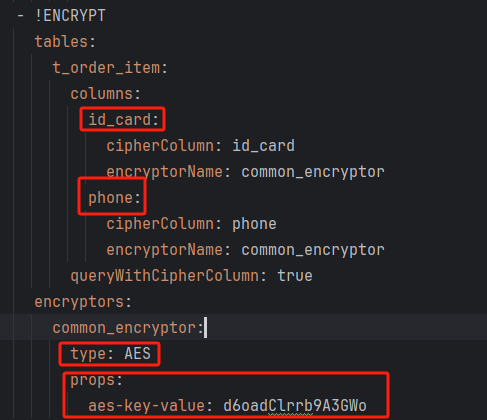 - !ENCRYPT
tables:
t_order_item:
columns:
id_card:
cipherColumn: id_card
encryptorName: common_encryptor
phone:
cipherColumn: phone
encryptorName: common_encryptor
queryWithCipherColumn: true
encryptors:
common_encryptor:
type: AES
props:
aes-key-value: d6oadClrrb9A3GWo